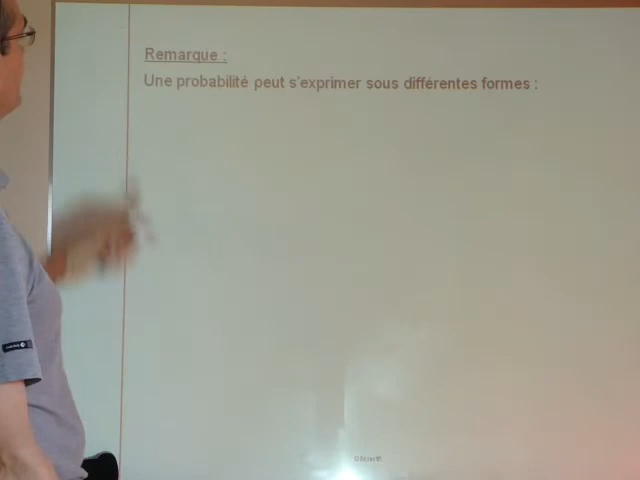 Remarque :
Une probabilité peut s'exprimer sous différentes formes :